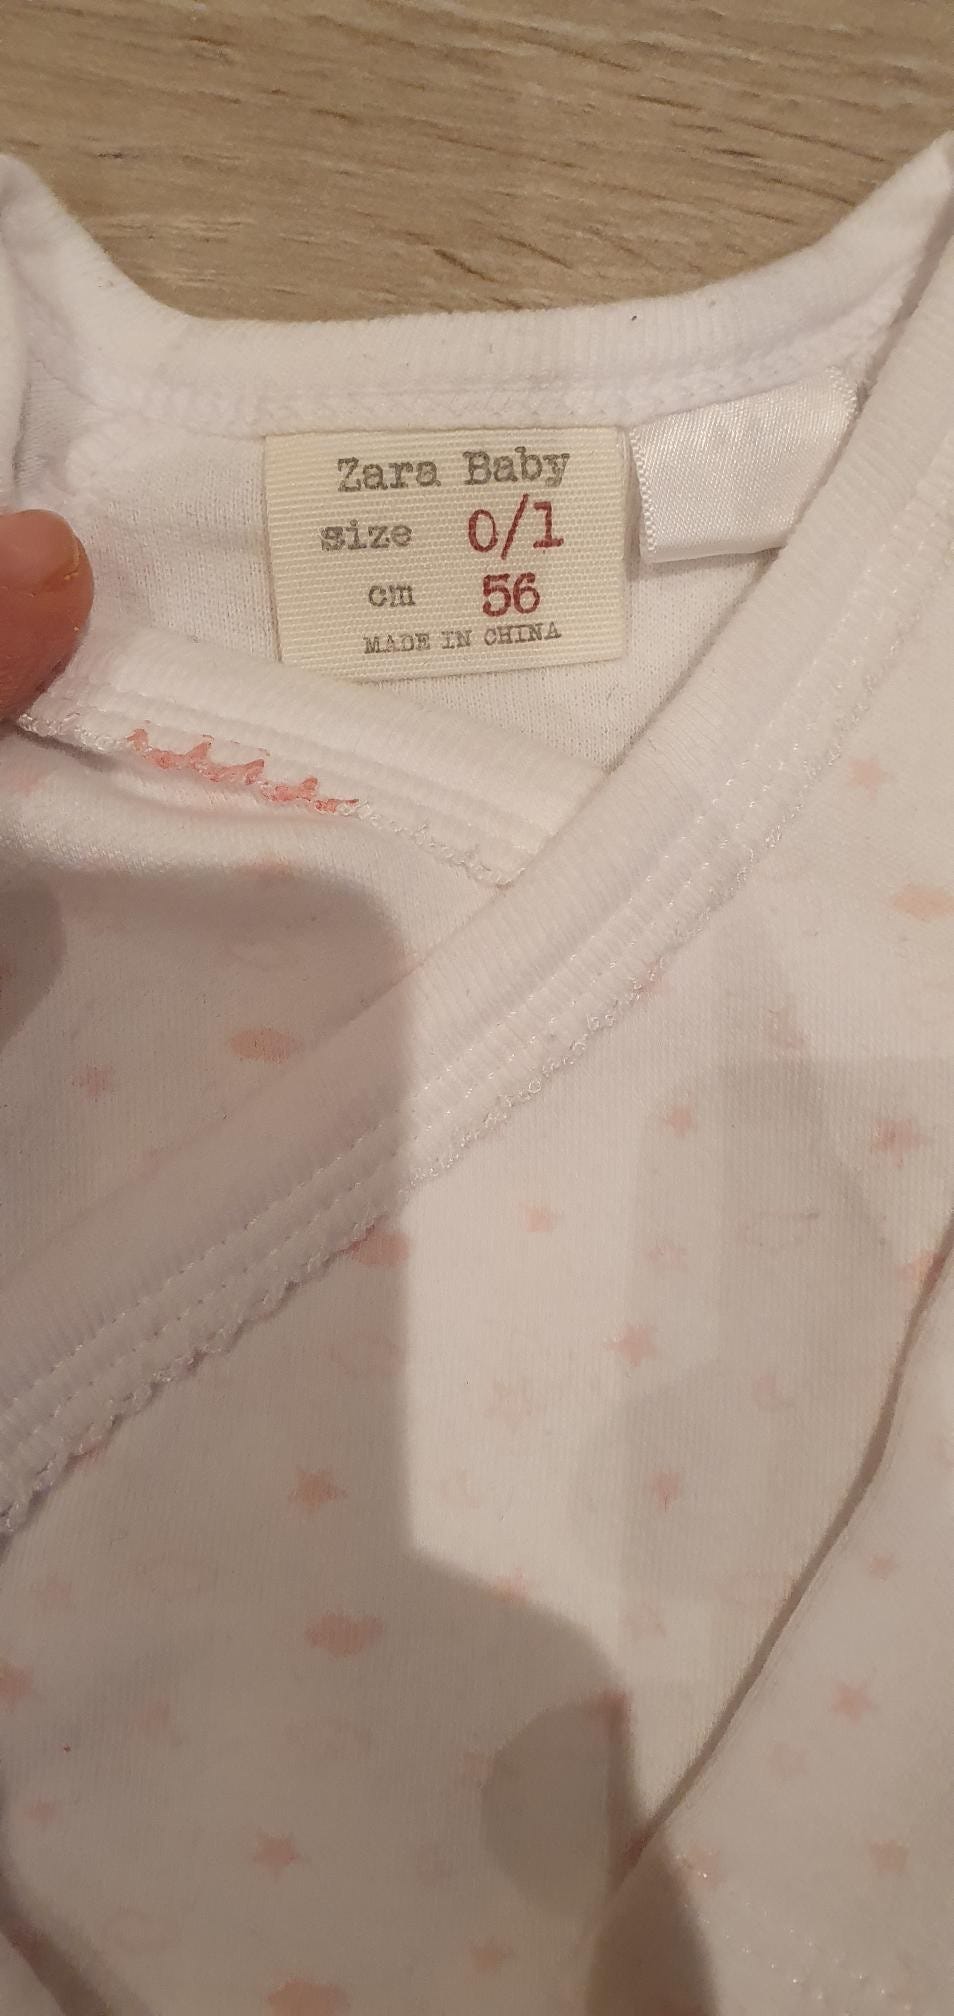 Zara Baby
size 0/1
cm 56
MADE IN CHINA